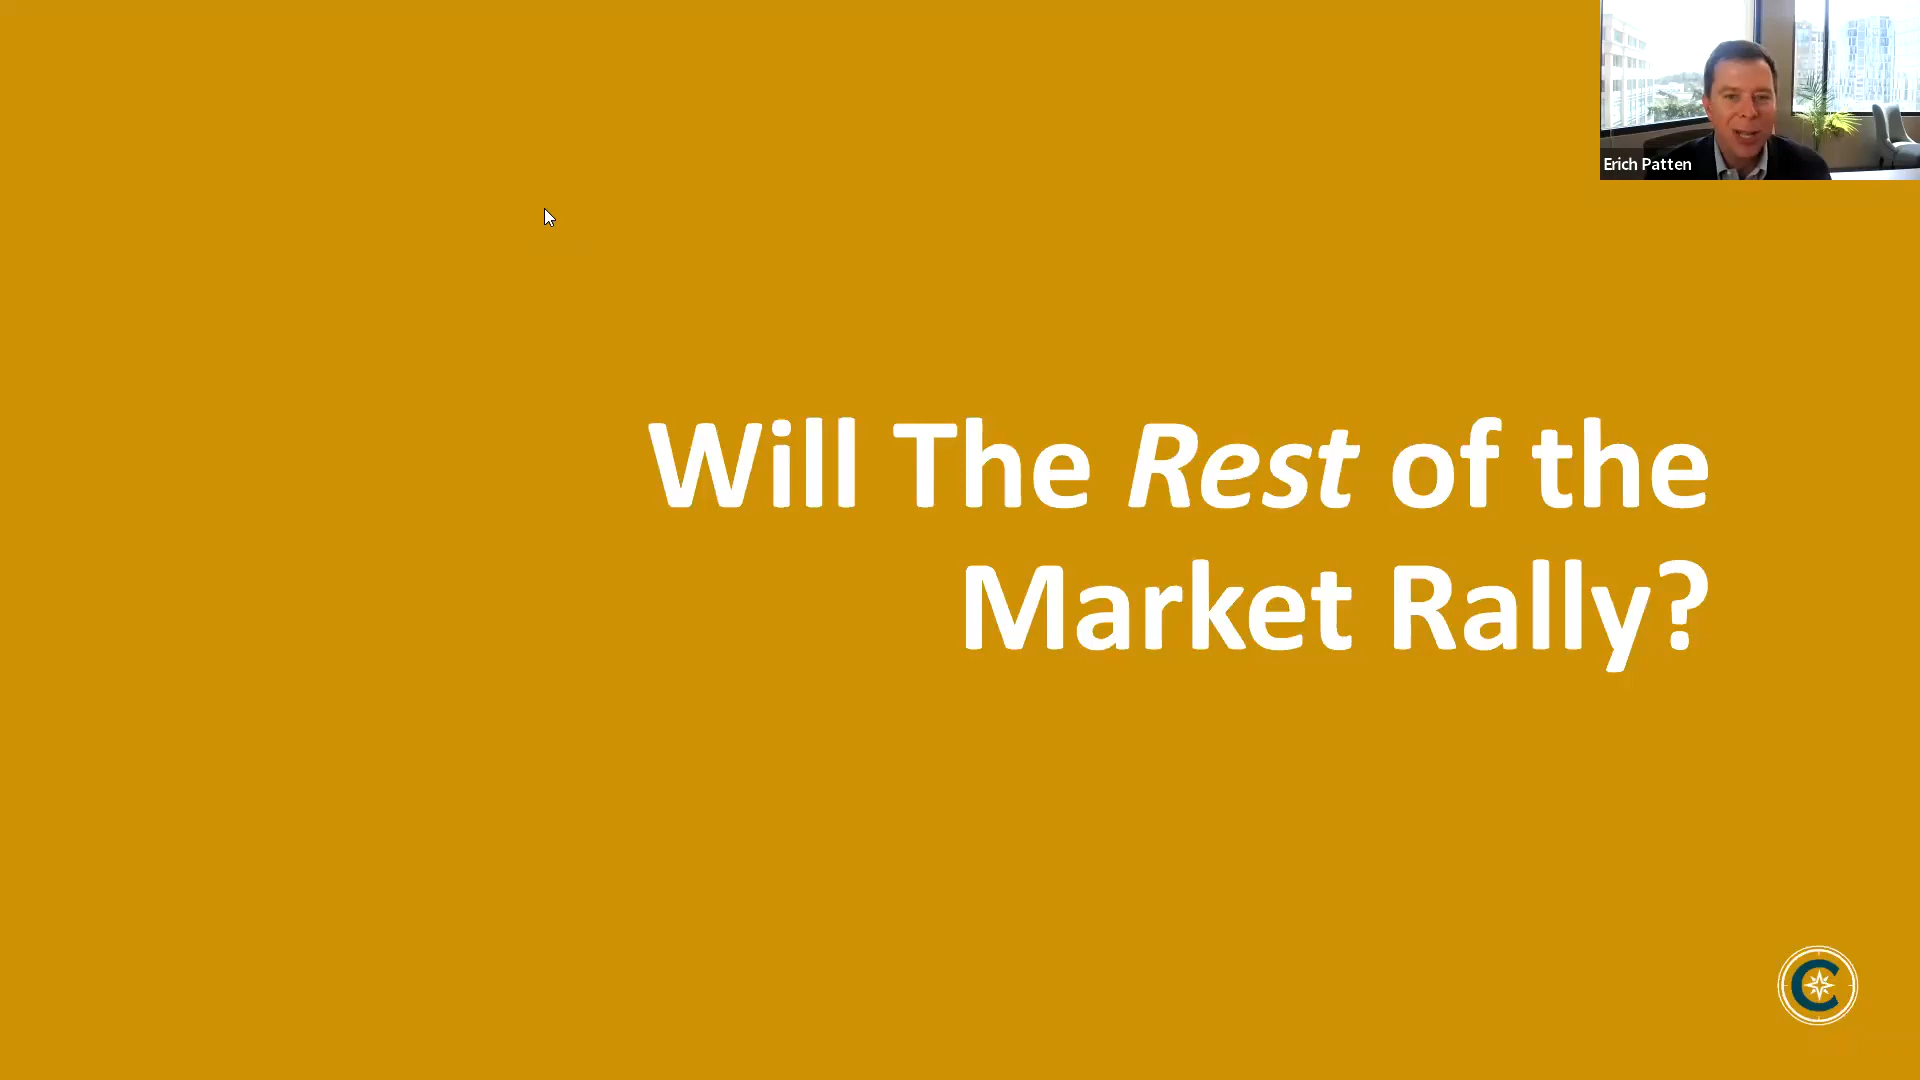 Erich Patten
Will The Rest of the
Market Rally?
C